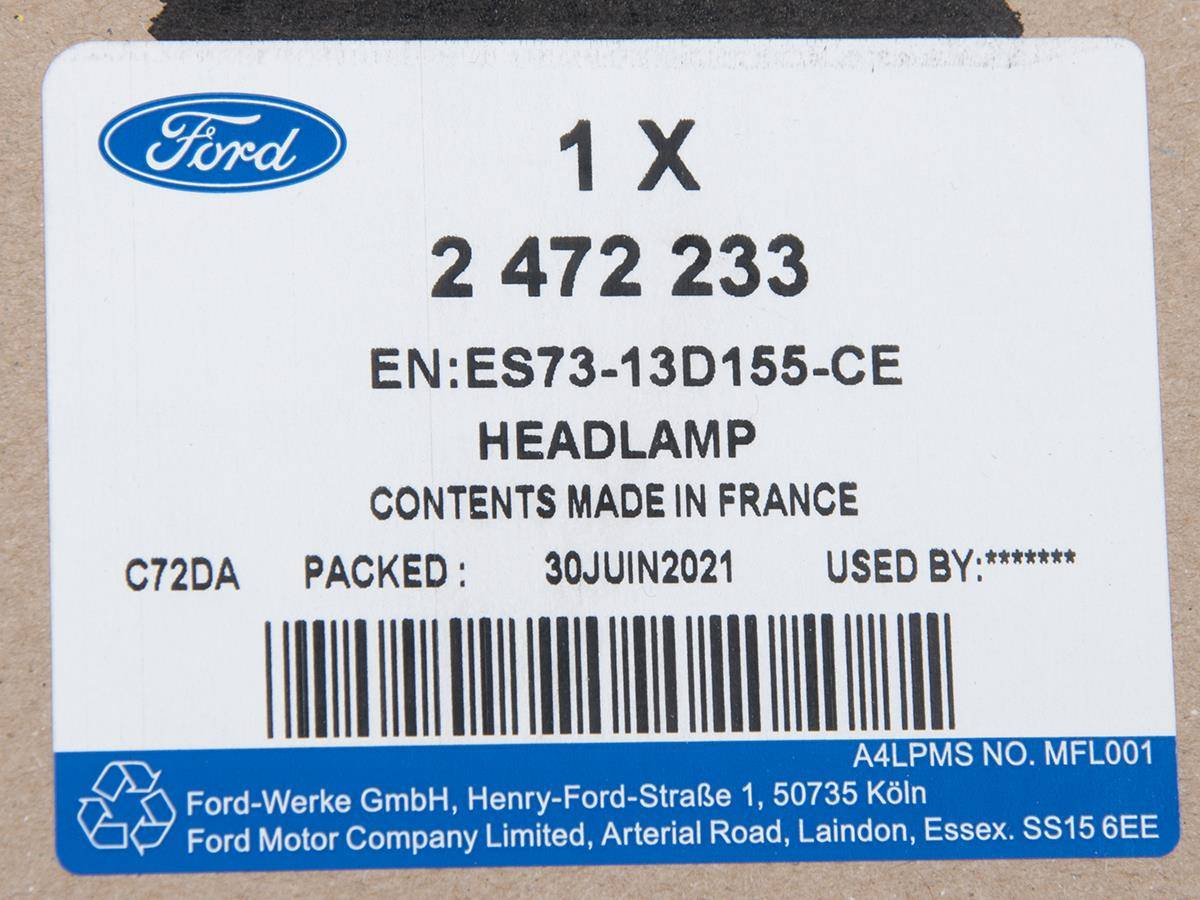 Ford
1 X
2 472 233
EN:ES73-13D155-CE
HEADLAMP
CONTENTS MADE IN FRANCE
C72DA PACKED : 30JUIN2021 USED BY:*******
A4LPMS NO. MFL001
Ford-Werke GmbH, Henry-Ford-Straße 1, 50735 Köln
Ford Motor Company Limited, Arterial Road, Laindon, Essex. SS15 6EE